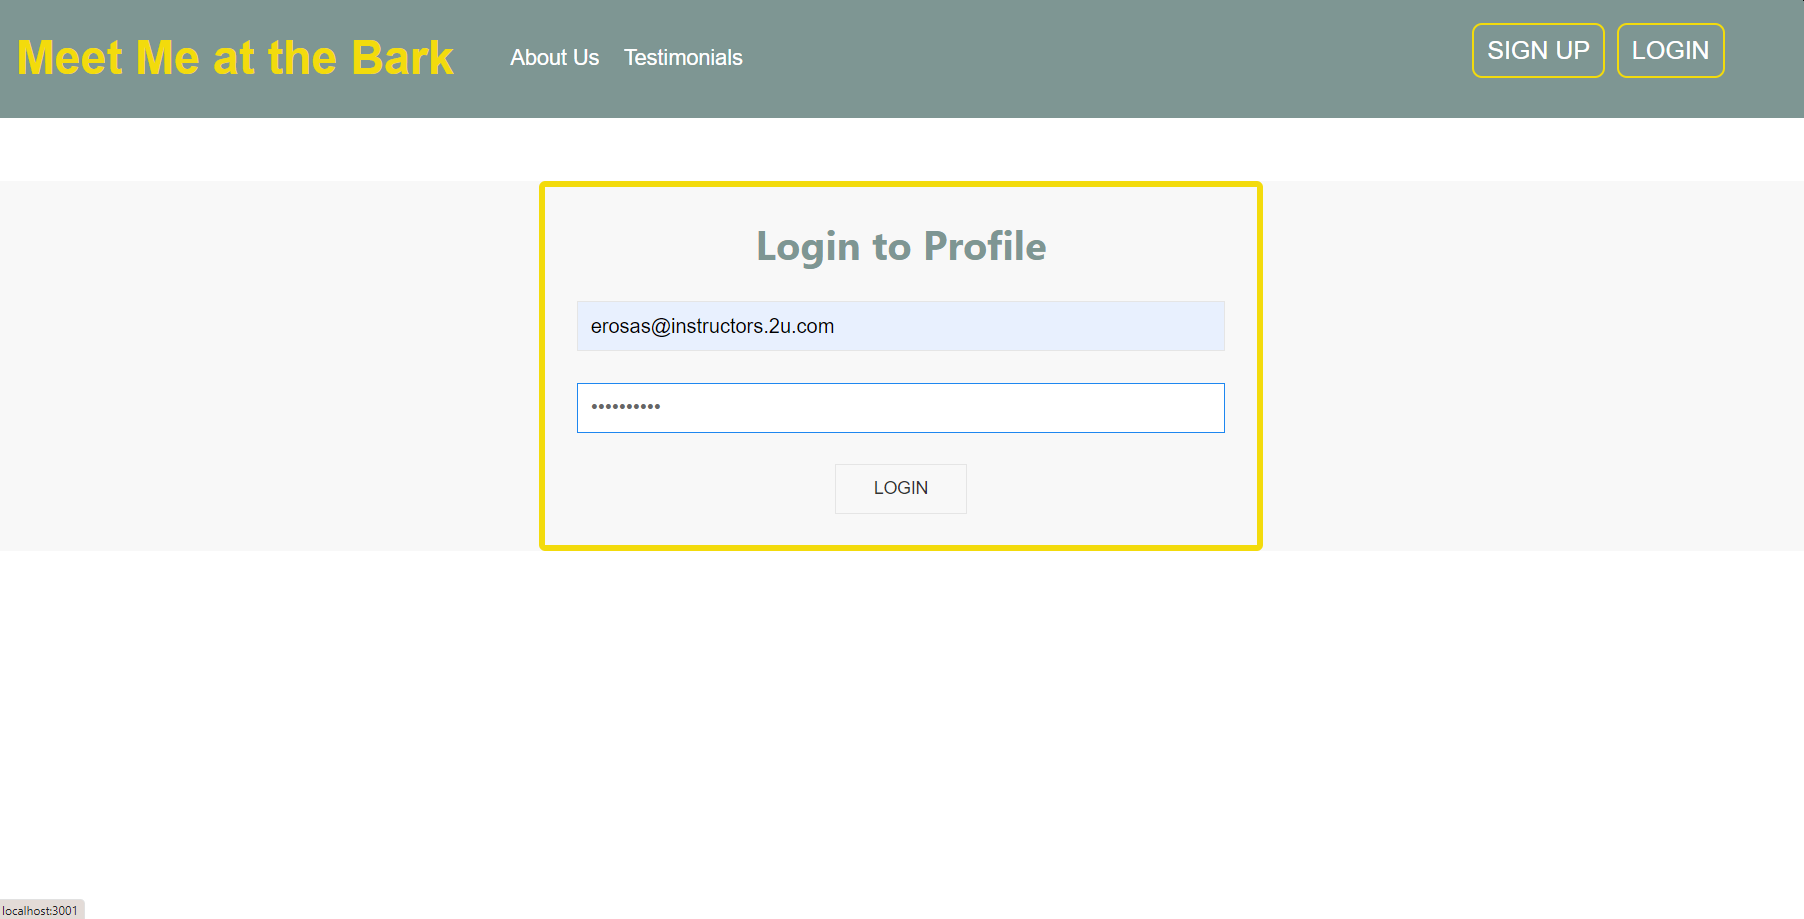 Meet Me at the Bark
About Us Testimonials
SIGN UP LOGIN
Login to Profile
erosas@instructors.2u.com
••••••••••
LOGIN
localhost:3001